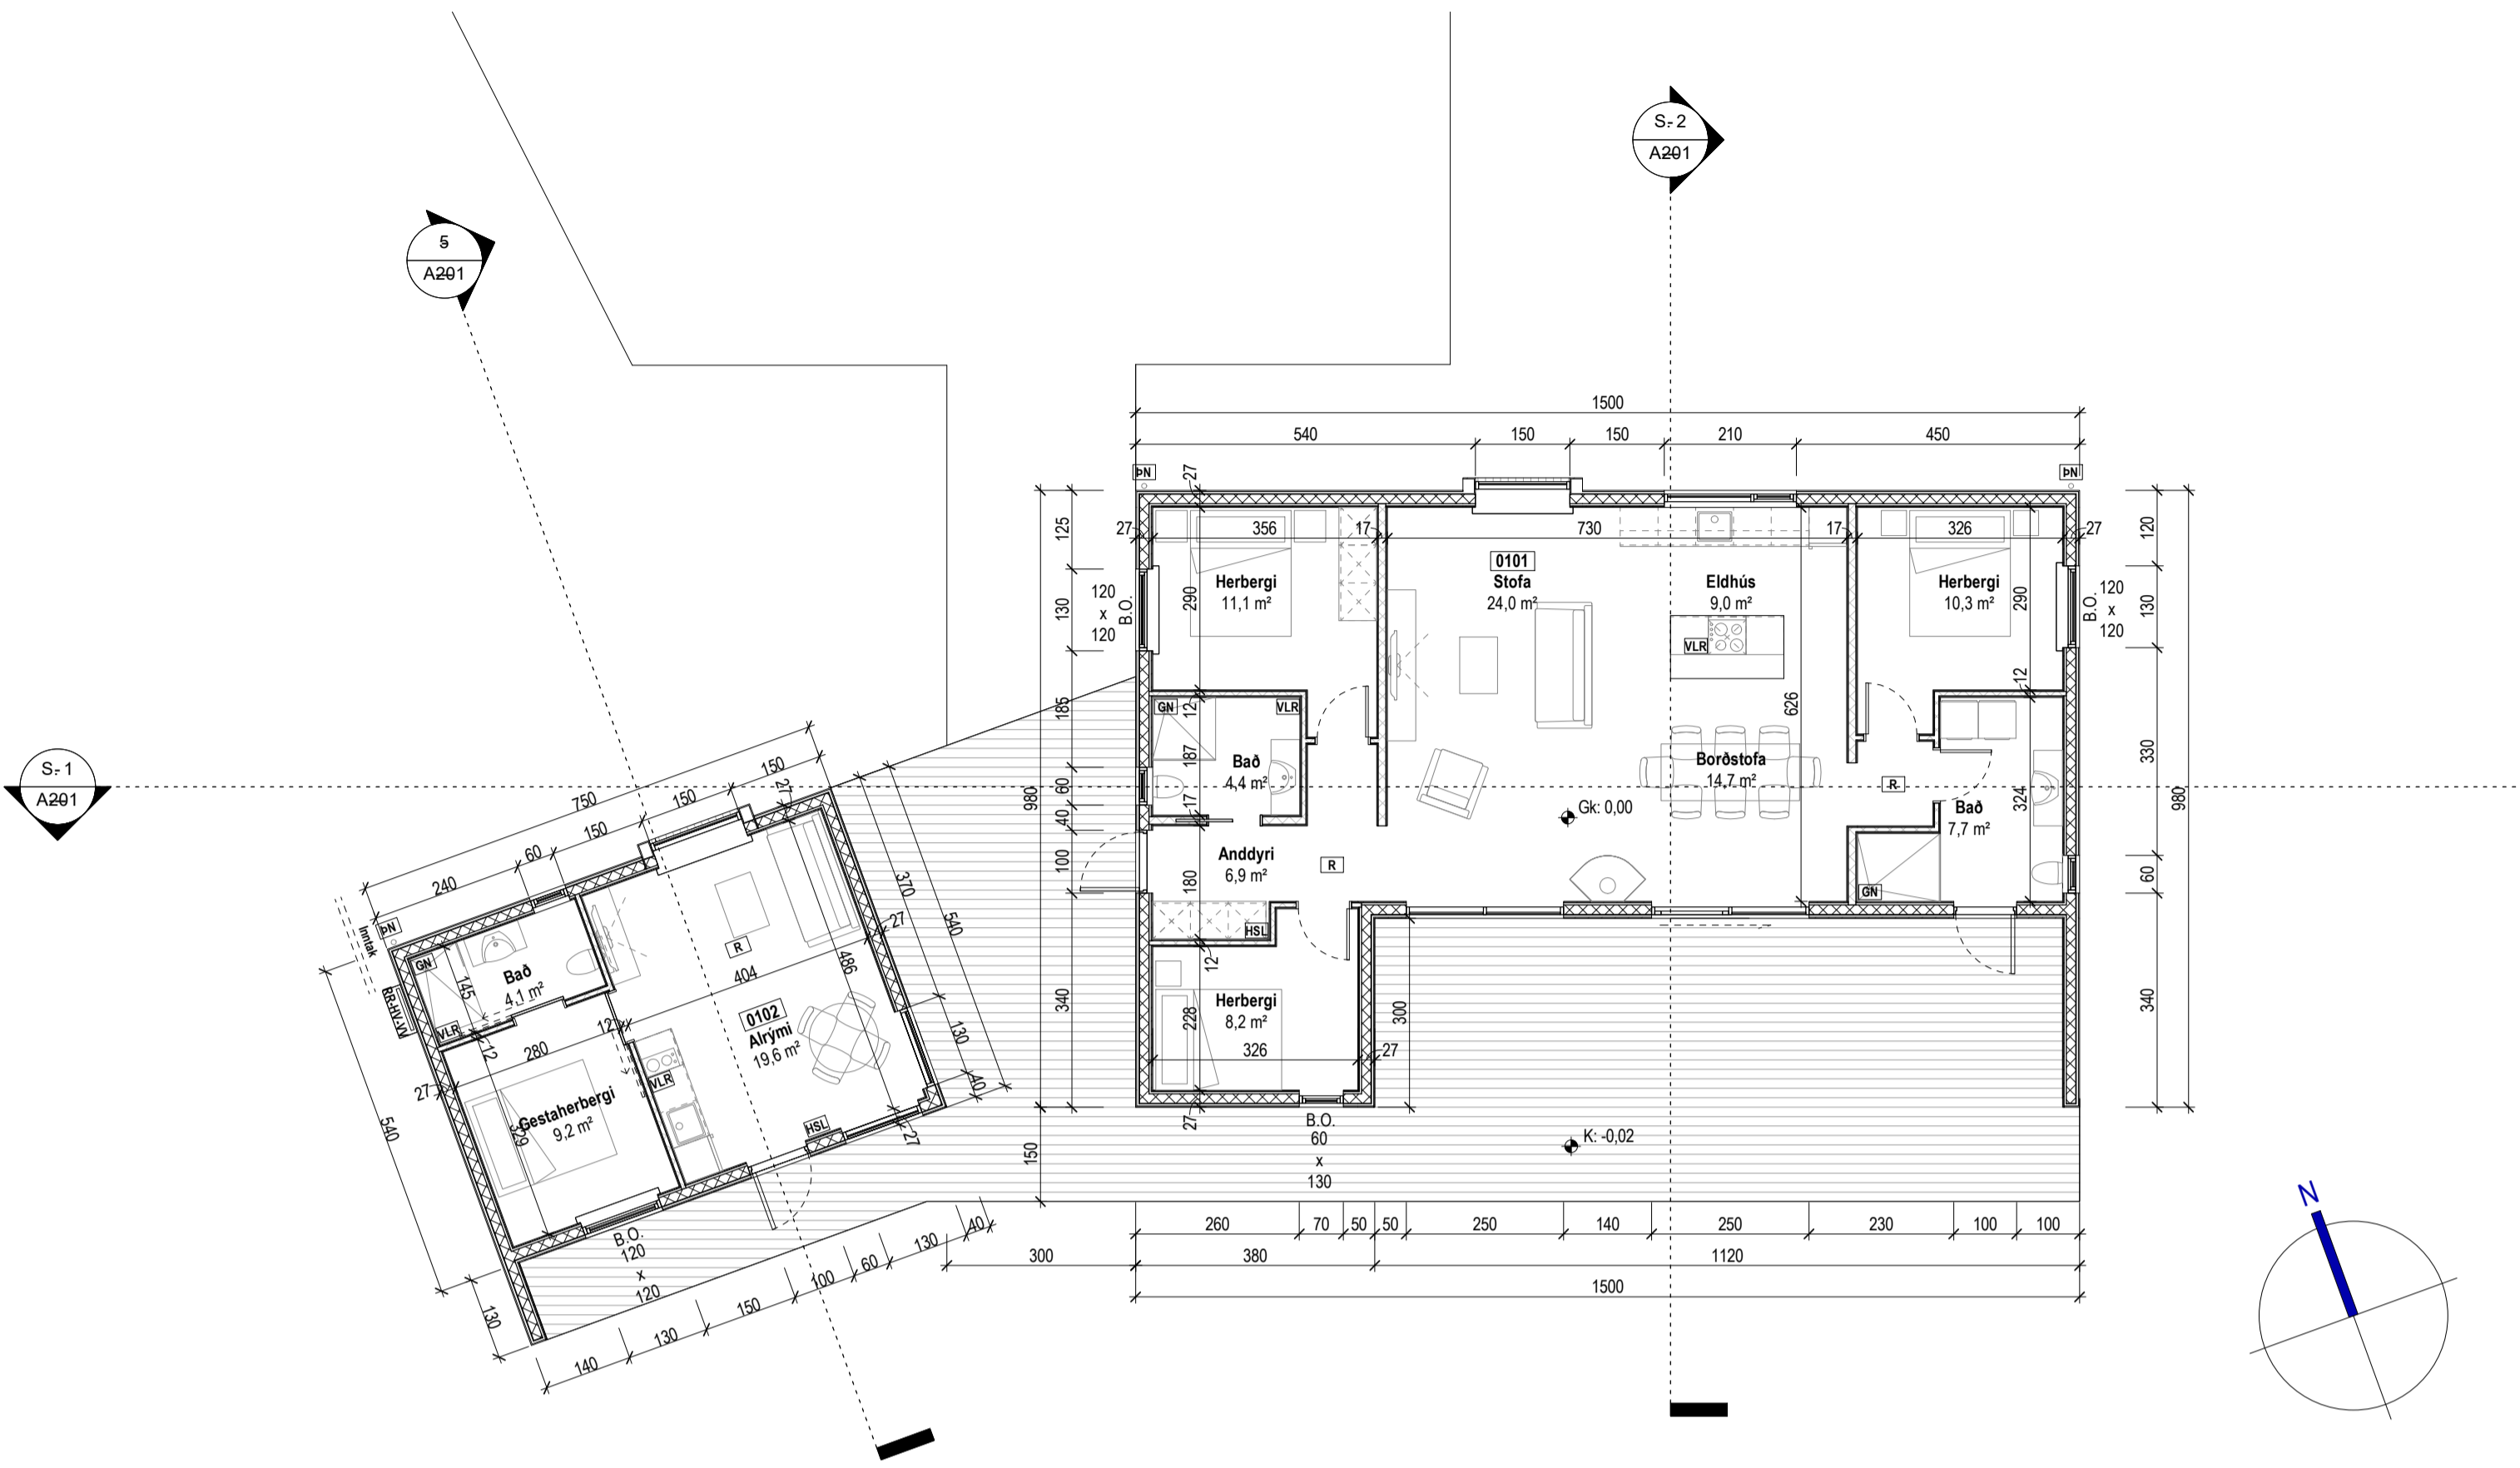 S- 2
A201
5
A201
S- 1
A201
1500
540
150
150
210
450
ÞN
ÞN
27
27
356
17
730
17
326
27
125
130
185
60
40
100
340
980
150
120
x
120
B.O.
Herbergi
11,1 m²
290
0101
Stofa
24,0 m²
Eldhús
9,0 m²
VLR
Herbergi
10,3 m²
290
12
B.O.
120
x
120
120
130
330
60
340
980
GN
12
VLR
187
Bað
4,4 m²
17
626
Borðstofa
14,7 m²
Gk: 0,00
R
324
Bað
7,7 m²
GN
Anddyri
6,9 m²
R
180
HSL
12
Herbergi
8,2 m²
228
326
27
300
27
B.O.
60
x
130
K: -0,02
260
70
50
50
250
140
250
230
100
100
300
380
1120
1500
750
150
150
150
60
240
27
Inntak
ÞN
RR-HV-VV
GN
Bað
4,1 m²
145
VLR
12
12
280
404
R
486
370
27
540
130
40
0102
Alrými
19,6 m²
VLR
HSL
27
27
Gestaherbergi
9,2 m²
329
540
130
B.O.
120
x
120
140
130
150
100
60
130
40
N